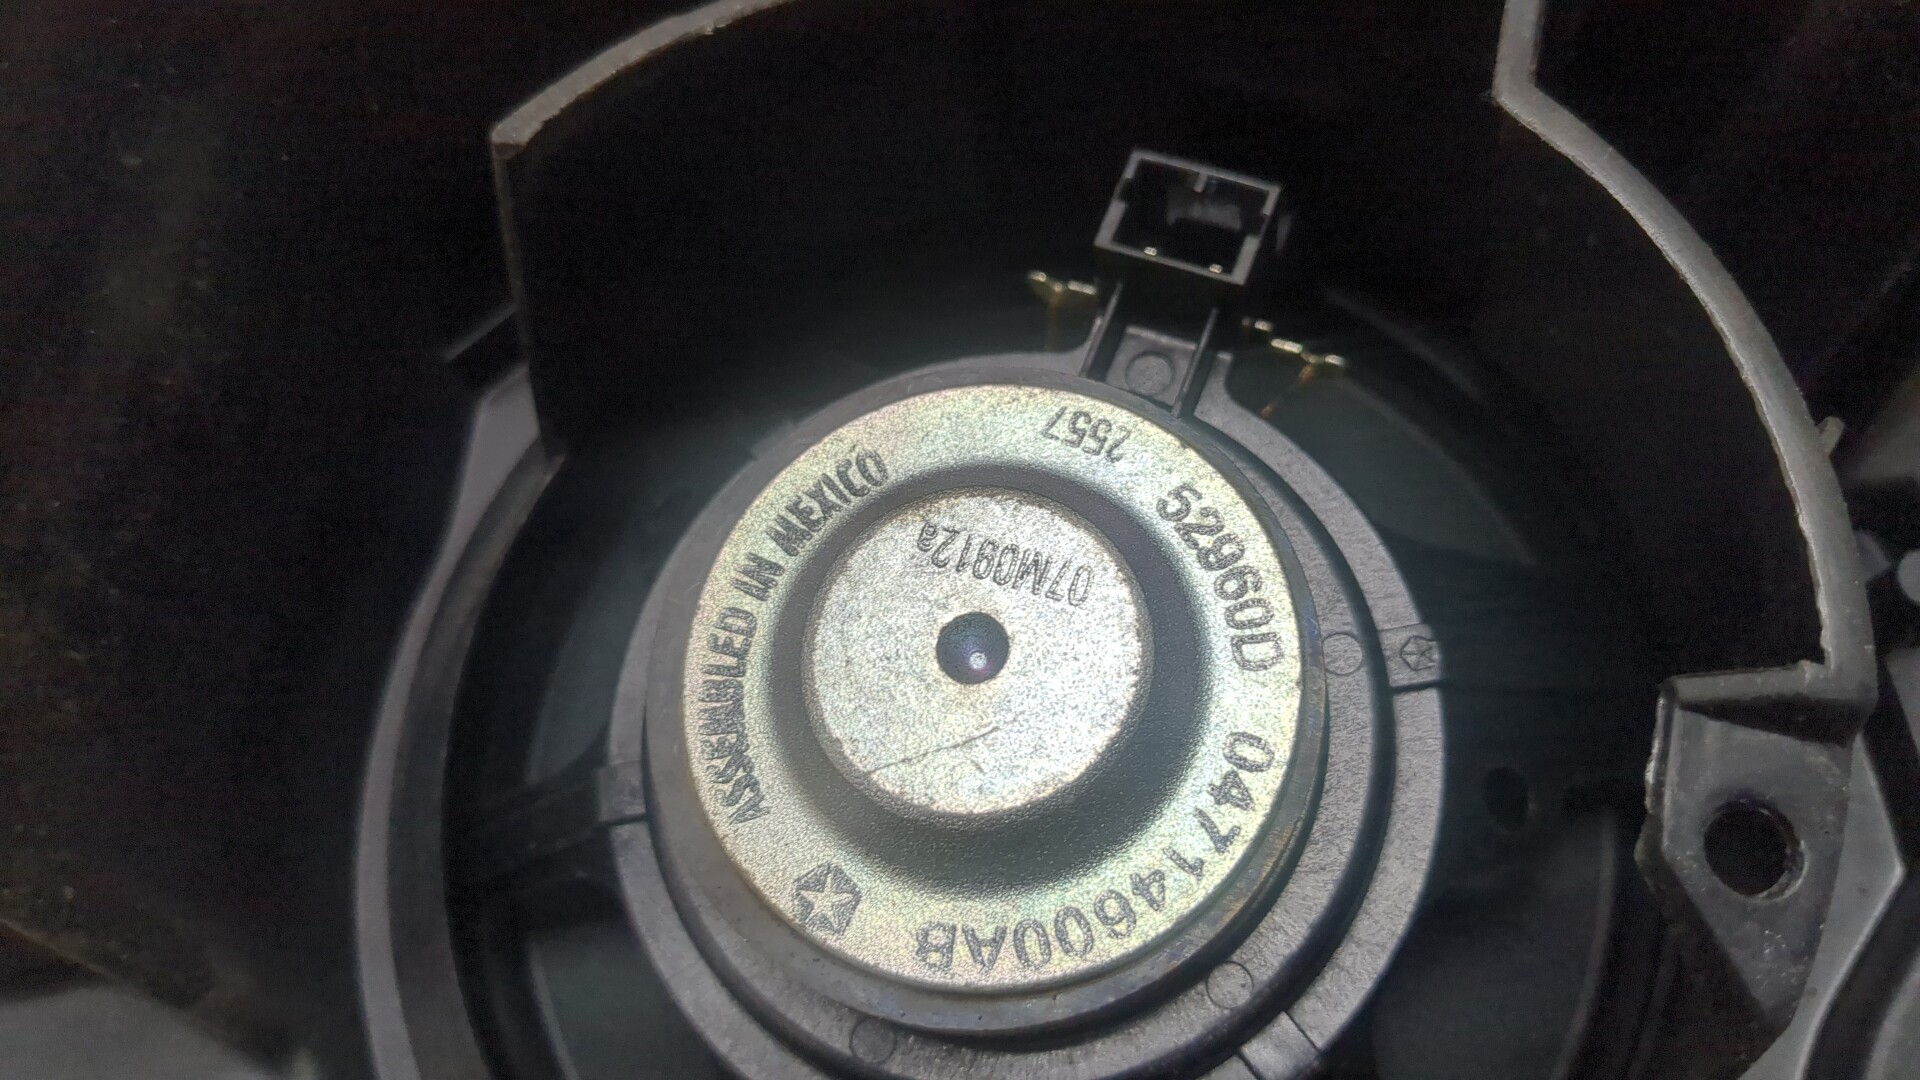 ASSEMBLED IN MEXICO
2557
52960D 04714600AB
07M0912a